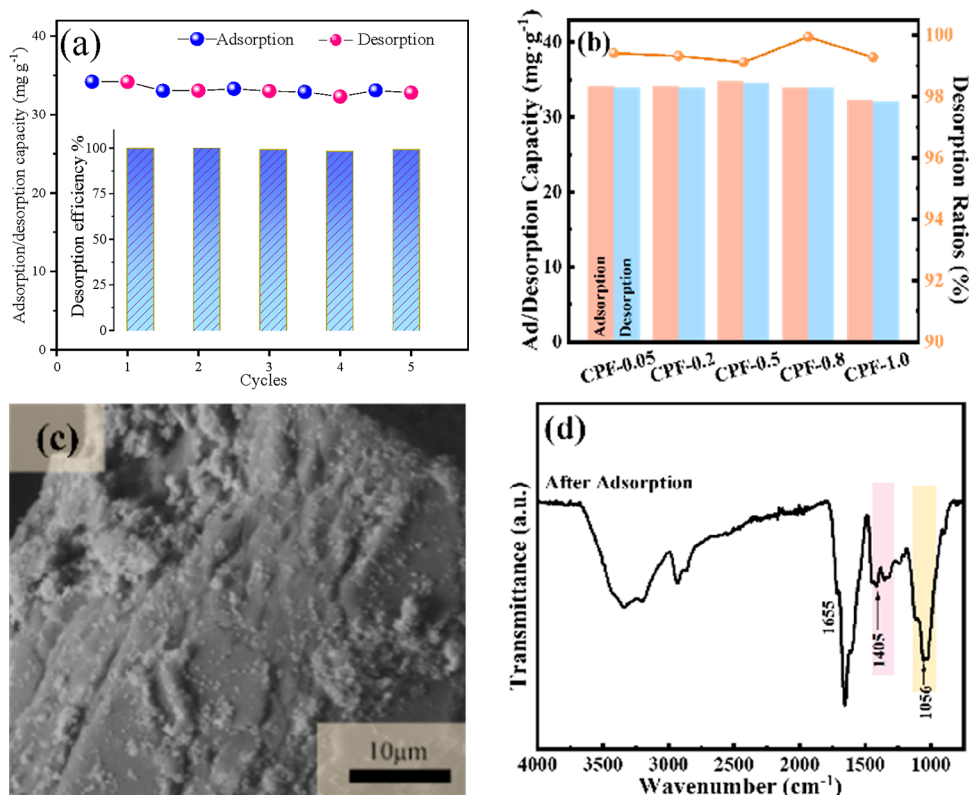 (a)
Adsorption
Desorption
Adsorption/desorption capacity (mg g⁻¹)
40
30
20
10
0
Desorption efficiency %
100
75
50
25
0
0
1
2
3
4
5
Cycles
(b)
Ad/Desorption Capacity (mg·g⁻¹)
40
30
20
10
0
Adsorption
Desorption
100
98
96
94
92
90
Desorption Ratios (%)
CPF-0.05
CPF-0.2
CPF-0.5
CPF-0.8
CPF-1.0
(c)
10μm
(d)
After Adsorption
Transmittance (a.u.)
1655
1405
1056
4000
3500
3000
2500
2000
1500
1000
Wavenumber (cm⁻¹)